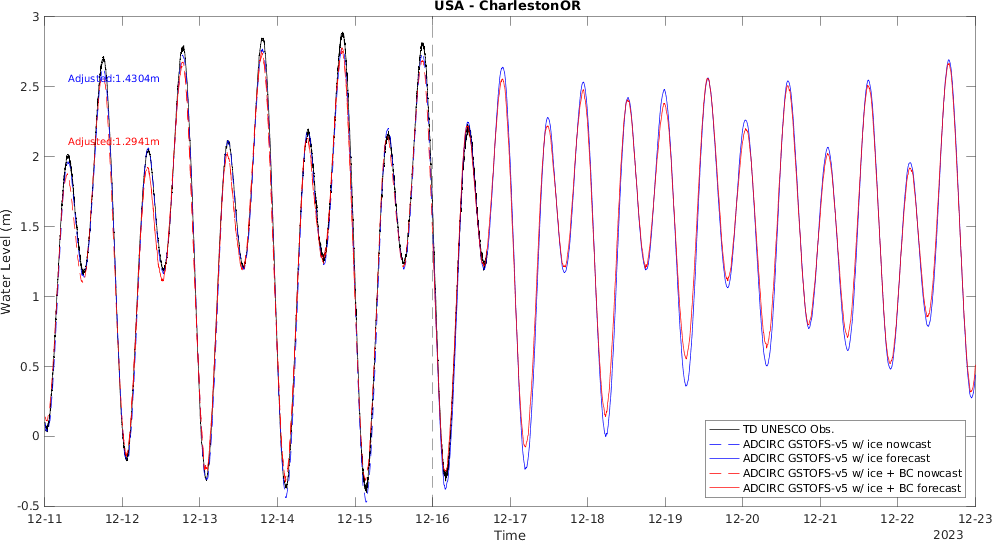 USA - CharlestonOR
Adjusted:1.4304m
Adjusted:1.2941m
Water Level (m)
3
2.5
2
1.5
1
0.5
0
-0.5
12-11 12-12 12-13 12-14 12-15 12-16 12-17 12-18 12-19 12-20 12-21 12-22 12-23
Time
2023
TD UNESCO Obs.
ADCIRC GSTOFS-v5 w/ ice nowcast
ADCIRC GSTOFS-v5 w/ ice forecast
ADCIRC GSTOFS-v5 w/ ice + BC nowcast
ADCIRC GSTOFS-v5 w/ ice + BC forecast